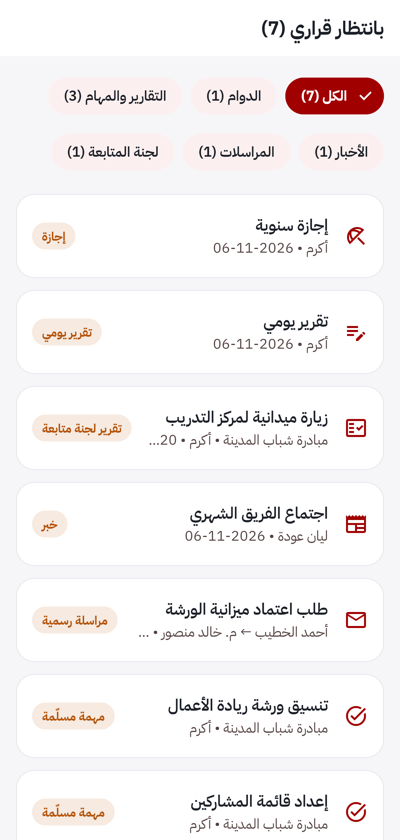 بانتظار قراري (7)
الكل (7)
الدوام (1)
التقارير والمهام (3)
الأخبار (1)
المراسلات (1)
لجنة المتابعة (1)
إجازة سنوية
أكرم • 2026-11-06
إجازة
تقرير يومي
أكرم • 2026-11-06
تقرير يومي
زيارة ميدانية لمركز التدريب
مبادرة شباب المدينة • أكرم • 20...
تقرير لجنة متابعة
اجتماع الفريق الشهري
ليان عودة • 2026-11-06
خبر
طلب اعتماد ميزانية الورشة
أحمد الخطيب ← م. خالد منصور • ...
مراسلة رسمية
تنسيق ورشة ريادة الأعمال
مبادرة شباب المدينة • أكرم
مهمة مسلّمة
إعداد قائمة المشاركين
مبادرة شباب المدينة • أكرم
مهمة مسلّمة